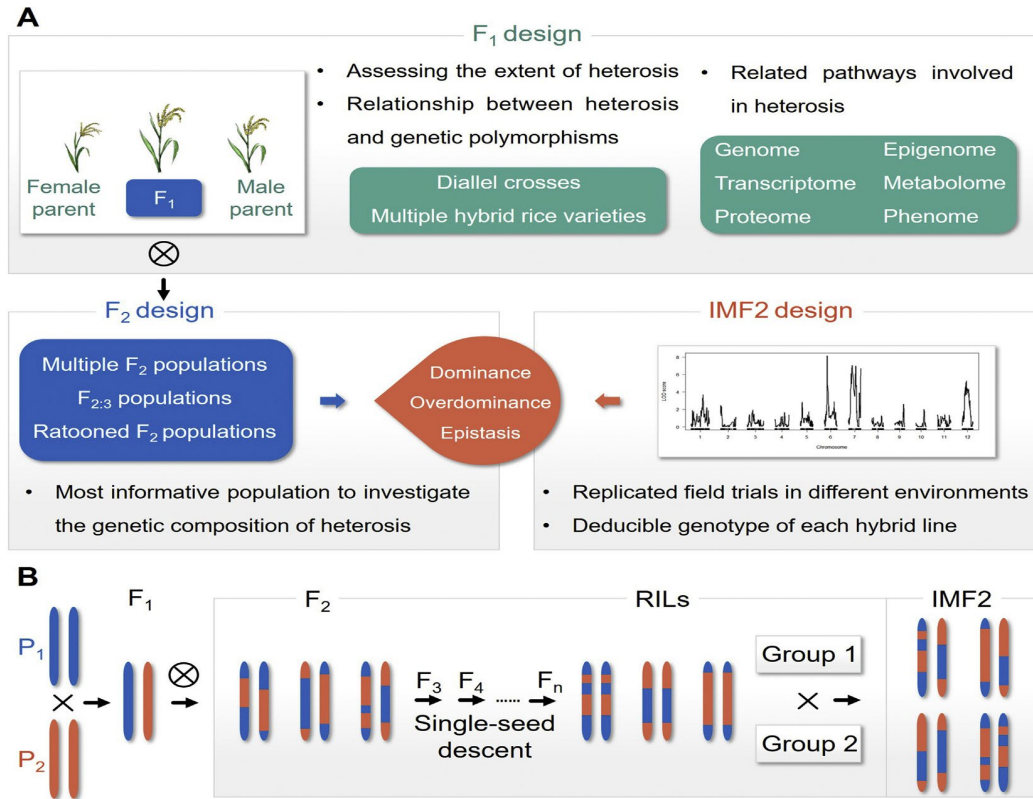 A
F₁ design
Female
parent
F₁
Male
parent
• Assessing the extent of heterosis
• Relationship between heterosis
and genetic polymorphisms
Diallel crosses
Multiple hybrid rice varieties
• Related pathways involved
in heterosis
Genome Epigenome
Transcriptome Metabolome
Proteome Phenome
F₂ design
Multiple F₂ populations
F₂:₃ populations
Ratooned F₂ populations
• Most informative population to investigate
the genetic composition of heterosis
Dominance
Overdominance
Epistasis
IMF2 design
LOD score
8
6
4
2
0
1 2 3 4 5 6 7 8 9 10 11 12
Chromosome
• Replicated field trials in different environments
• Deducible genotype of each hybrid line
B
P₁
P₂
F₁
F₂
F₃ F₄ ...... Fₙ
Single-seed
descent
RILs
Group 1
Group 2
IMF2